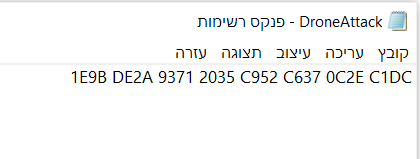 DroneAttack - פנקס רשימות
קובץ עריכה עיצוב תצוגה עזרה
1E9B DE2A 9371 2035 C952 C637 0C2E C1DC